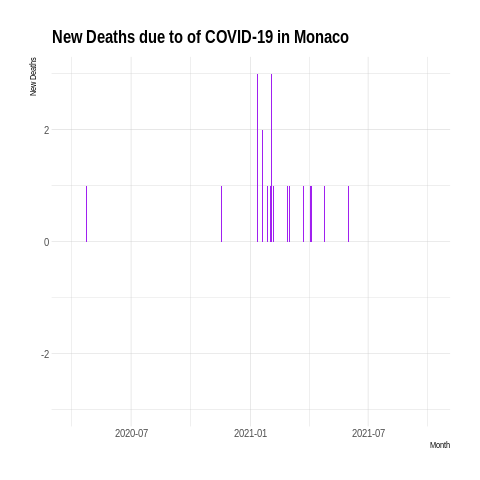 New Deaths due to of COVID-19 in Monaco
New Deaths
2
0
-2
2020-07
2021-01
2021-07
Month